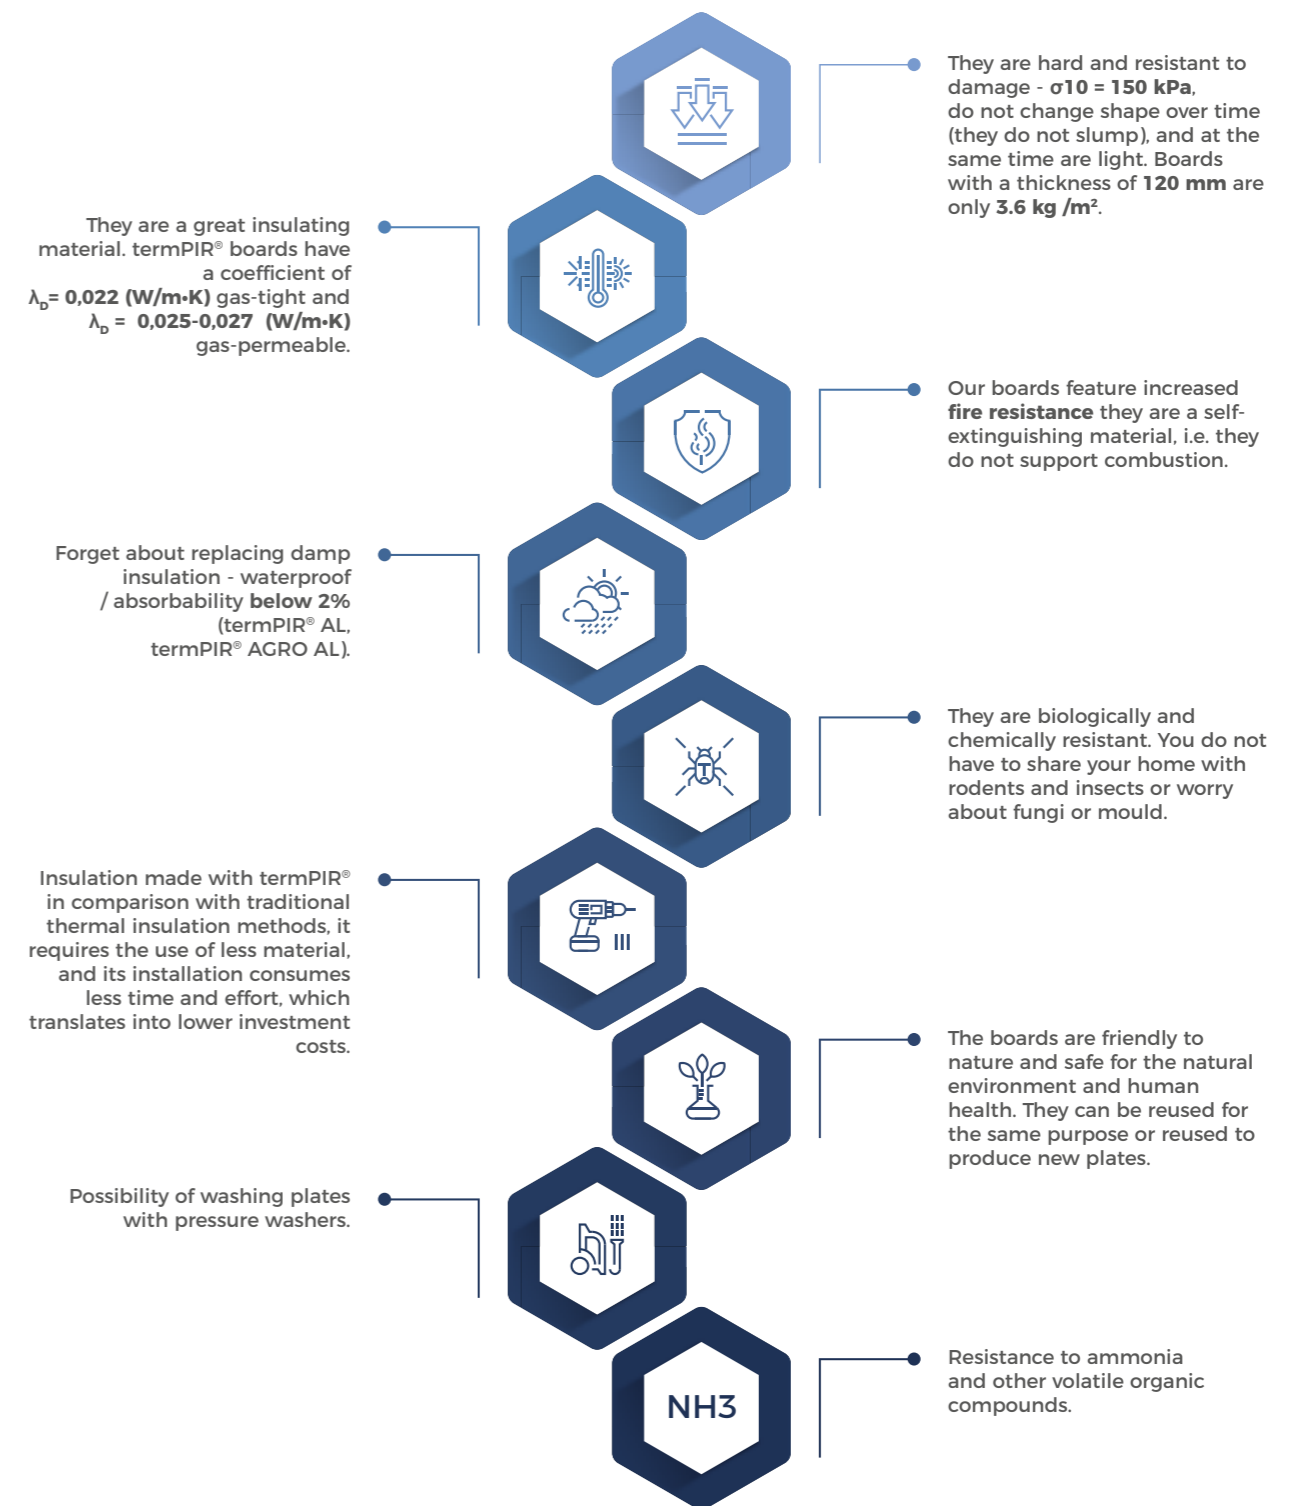 They are hard and resistant to
damage - σ10 = 150 kPa,
do not change shape over time
(they do not slump), and at the
same time are light. Boards
with a thickness of 120 mm are
only 3.6 kg /m².
They are a great insulating
material. termPIR® boards have
a coefficient of
λD= 0,022 (W/m•K) gas-tight and
λD = 0,025-0,027 (W/m•K)
gas-permeable.
Our boards feature increased
fire resistance they are a self-
extinguishing material, i.e. they
do not support combustion.
Forget about replacing damp
insulation - waterproof
/ absorbability below 2%
(termPIR® AL,
termPIR® AGRO AL).
They are biologically and
chemically resistant. You do not
have to share your home with
rodents and insects or worry
about fungi or mould.
Insulation made with termPIR®
in comparison with traditional
thermal insulation methods, it
requires the use of less material,
and its installation consumes
less time and effort, which
translates into lower investment
costs.
The boards are friendly to
nature and safe for the natural
environment and human
health. They can be reused for
the same purpose or reused to
produce new plates.
Possibility of washing plates
with pressure washers.
NH3
Resistance to ammonia
and other volatile organic
compounds.